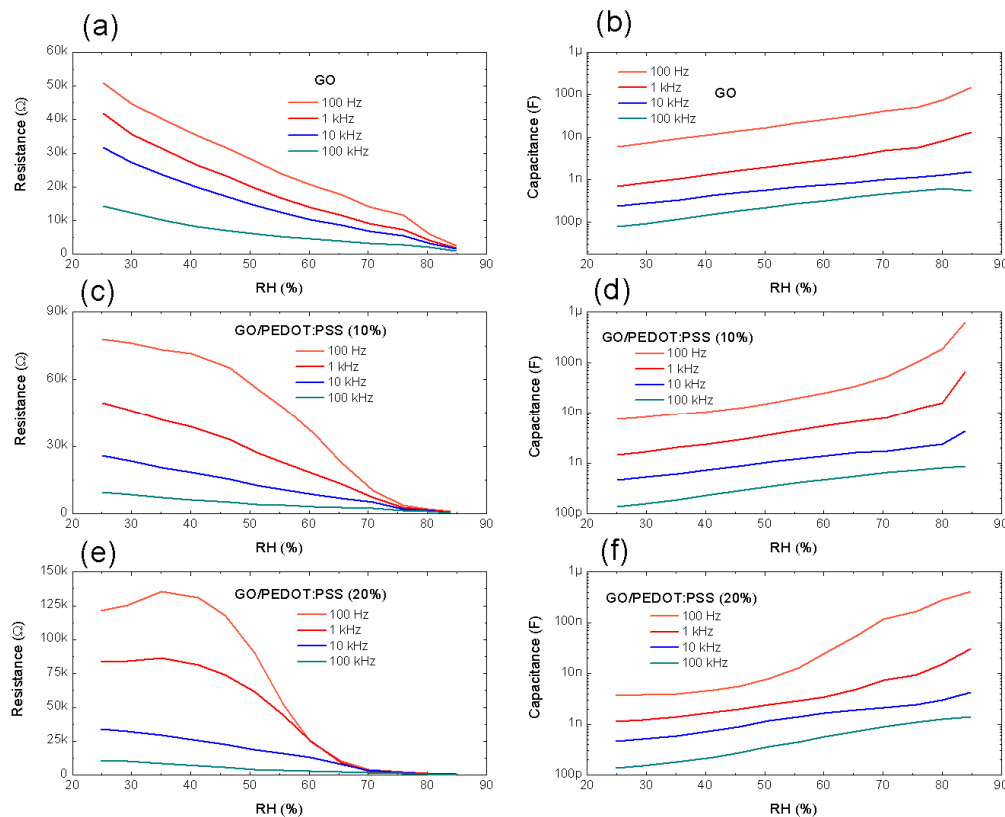 (a)
60k
50k
40k
30k
20k
10k
0
Resistance (Ω)
GO
100 Hz
1 kHz
10 kHz
100 kHz
20 30 40 50 60 70 80 90
RH (%)
(b)
1μ
100n
10n
1n
100p
Capacitance (F)
100 Hz
1 kHz
10 kHz
100 kHz
GO
20 30 40 50 60 70 80 90
RH (%)
(c)
90k
60k
30k
0
Resistance (Ω)
GO/PEDOT:PSS (10%)
100 Hz
1 kHz
10 kHz
100 kHz
20 30 40 50 60 70 80 90
RH (%)
(d)
1μ
100n
10n
1n
100p
Capacitance (F)
GO/PEDOT:PSS (10%)
100 Hz
1 kHz
10 kHz
100 kHz
20 30 40 50 60 70 80 90
RH (%)
(e)
150k
125k
100k
75k
50k
25k
0
Resistance (Ω)
GO/PEDOT:PSS (20%)
100 Hz
1 kHz
10 kHz
100 kHz
20 30 40 50 60 70 80 90
RH (%)
(f)
1μ
100n
10n
1n
100p
Capacitance (F)
GO/PEDOT:PSS (20%)
100 Hz
1 kHz
10 kHz
100 kHz
20 30 40 50 60 70 80 90
RH (%)